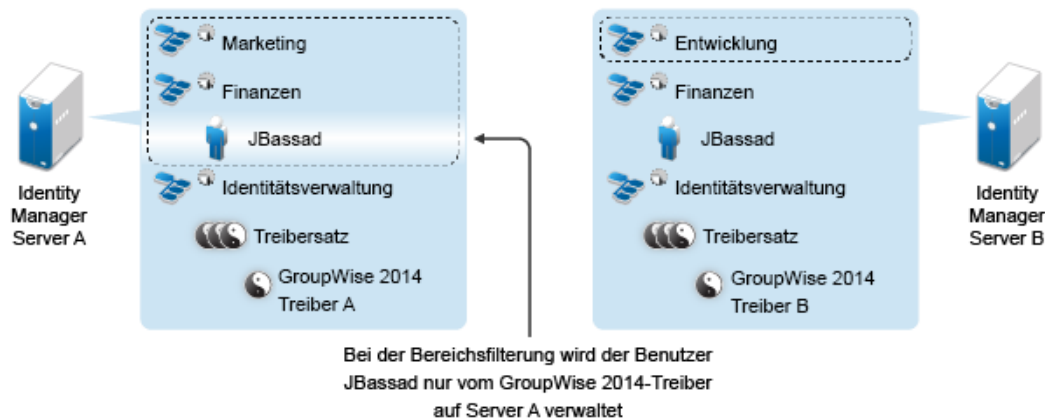 Marketing
Finanzen
JBassad
Identitätsverwaltung
Treibersatz
GroupWise 2014
Treiber A
Identity
Manager
Server A
Entwicklung
Finanzen
JBassad
Identitätsverwaltung
Treibersatz
GroupWise 2014
Treiber B
Identity
Manager
Server B
Bei der Bereichsfilterung wird der Benutzer
JBassad nur vom GroupWise 2014-Treiber
auf Server A verwaltet